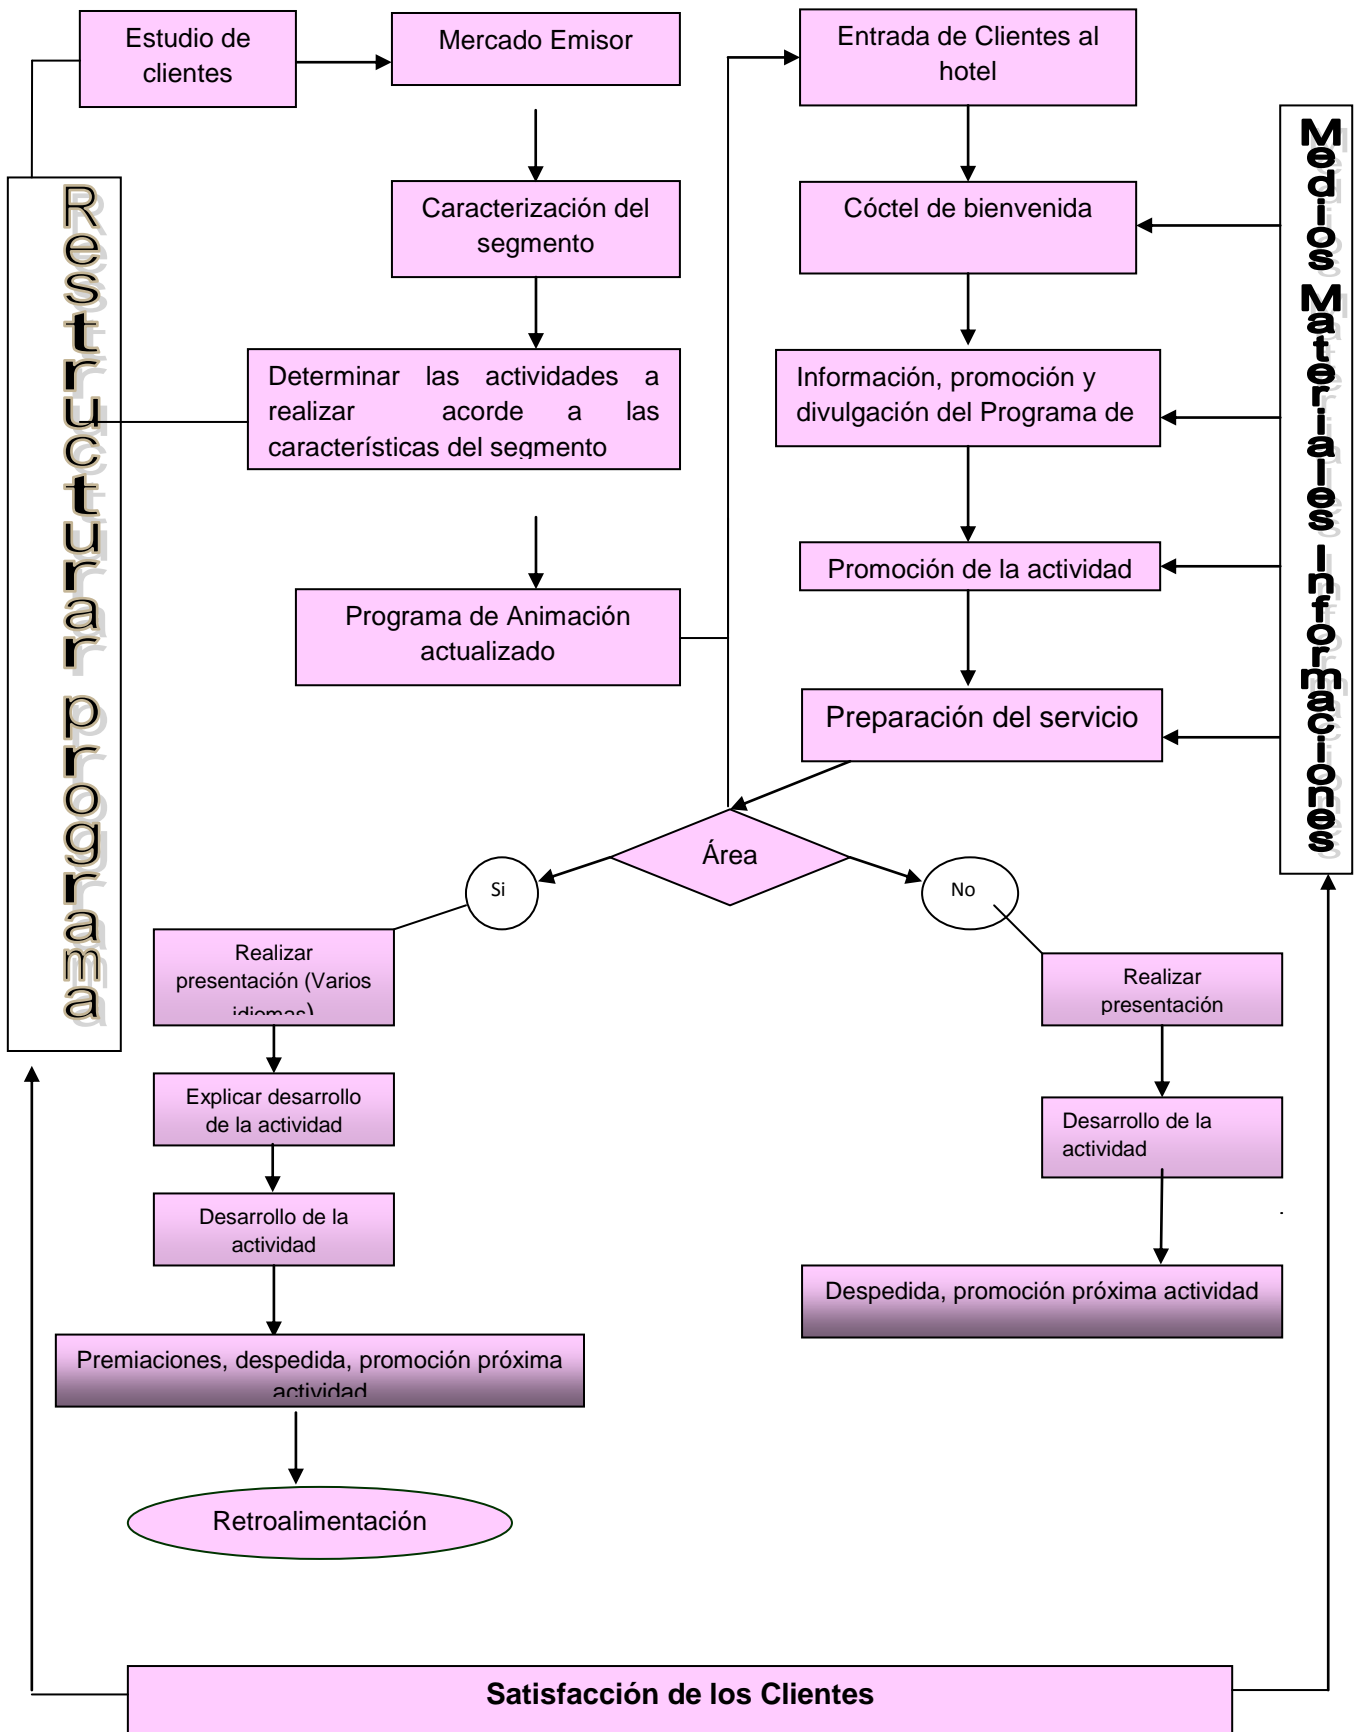 Estudio de
clientes
Mercado Emisor
Entrada de Clientes al
hotel
Restructurar programa
Medios Materiales Informaciones
Caracterización del
segmento
Cóctel de bienvenida
Determinar las actividades a
realizar acorde a las
características del segmento
Información, promoción y
divulgación del Programa de
Promoción de la actividad
Programa de Animación
actualizado
Preparación del servicio
Área
Si
No
Realizar
presentación (Varios
idiomas)
Realizar
presentación
Explicar desarrollo
de la actividad
Desarrollo de la
actividad
Desarrollo de la
actividad
.
Despedida, promoción próxima actividad
Premiaciones, despedida, promoción próxima
actividad
Retroalimentación
Satisfacción de los Clientes